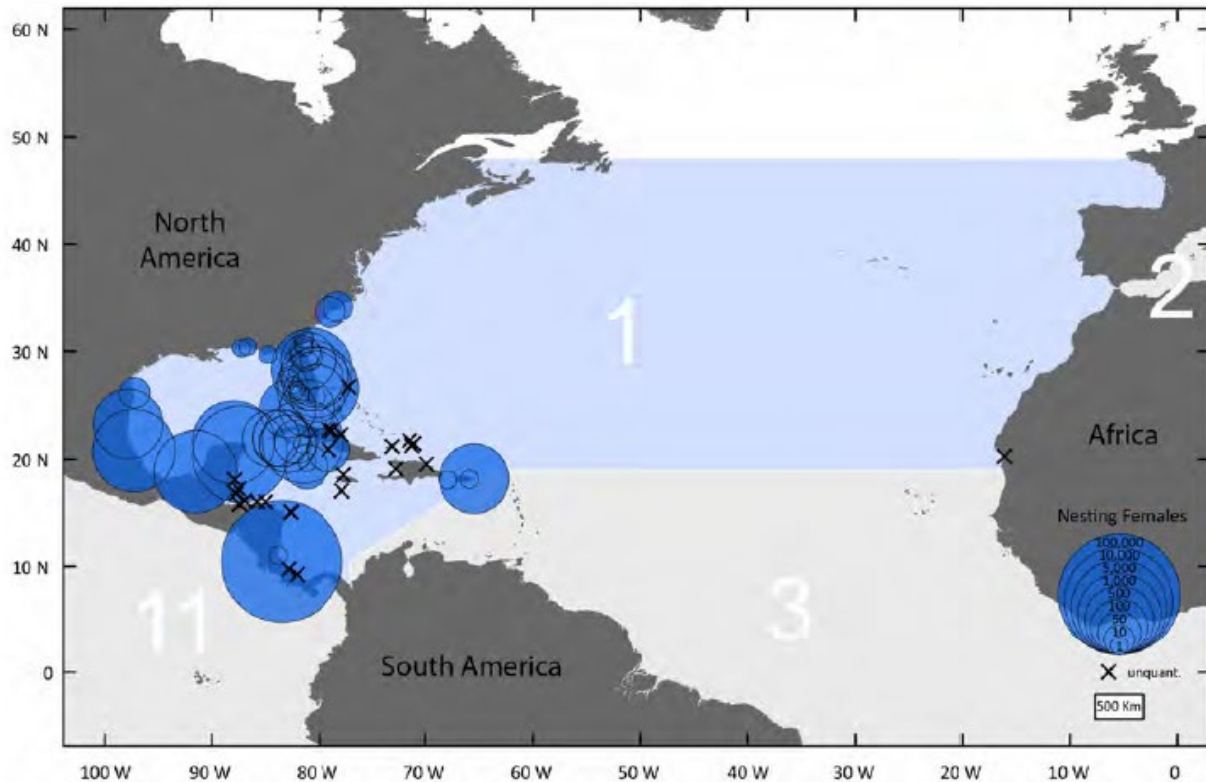 60 N
50 N
40 N
30 N
20 N
10 N
0
North
America
1
2
Africa
Nesting Females
100,000
10,000
5,000
1,000
500
100
50
10
1
unquant.
500 Km
11
3
South America
100 W
90 W
80 W
70 W
60 W
50 W
40 W
30 W
20 W
10 W
0 W